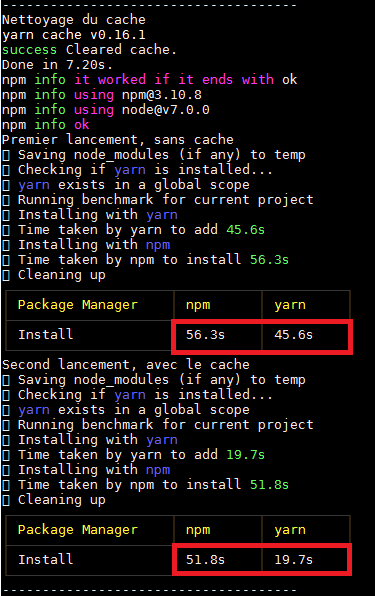 -------------------------------------
Nettoyage du cache
yarn cache v0.16.1
success Cleared cache.
Done in 7.20s.
npm info it worked if it ends with ok
npm info using npm@3.10.8
npm info using node@v7.0.0
npm info ok
Premier lancement, sans cache
Saving node_modules (if any) to temp
Checking if yarn is installed...
yarn exists in a global scope
Running benchmark for current project
Installing with yarn
Time taken by yarn to add 45.6s
Installing with npm
Time taken by npm to install 56.3s
Cleaning up
Package Manager npm yarn
Install 56.3s 45.6s
Second lancement, avec le cache
Saving node_modules (if any) to temp
Checking if yarn is installed...
yarn exists in a global scope
Running benchmark for current project
Installing with yarn
Time taken by yarn to add 19.7s
Installing with npm
Time taken by npm to install 51.8s
Cleaning up
Package Manager npm yarn
Install 51.8s 19.7s
-------------------------------------